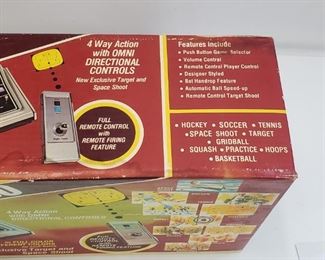 4 Way Action
with OMNI
DIRECTIONAL
CONTROLS
New Exclusive Target and
Space Shoot
FULL
REMOTE CONTROL
with
REMOTE FIRING
FEATURE
Features Include
• Push Button Game Selector
• Volume Control
• Remote Control Player Control
• Designer Styled
• Bat Handicap Feature
• Automatic Ball Speed-up
• Remote Control Target Shoot
• HOCKEY • SOCCER • TENNIS
• SPACE SHOOT • TARGET
• GRIDBALL
• SQUASH • PRACTICE • HOOPS
• BASKETBALL
4 Way Action
with OMNI
DIRECTIONAL
CONTROLS
Exclusive Target and
Space Shoot